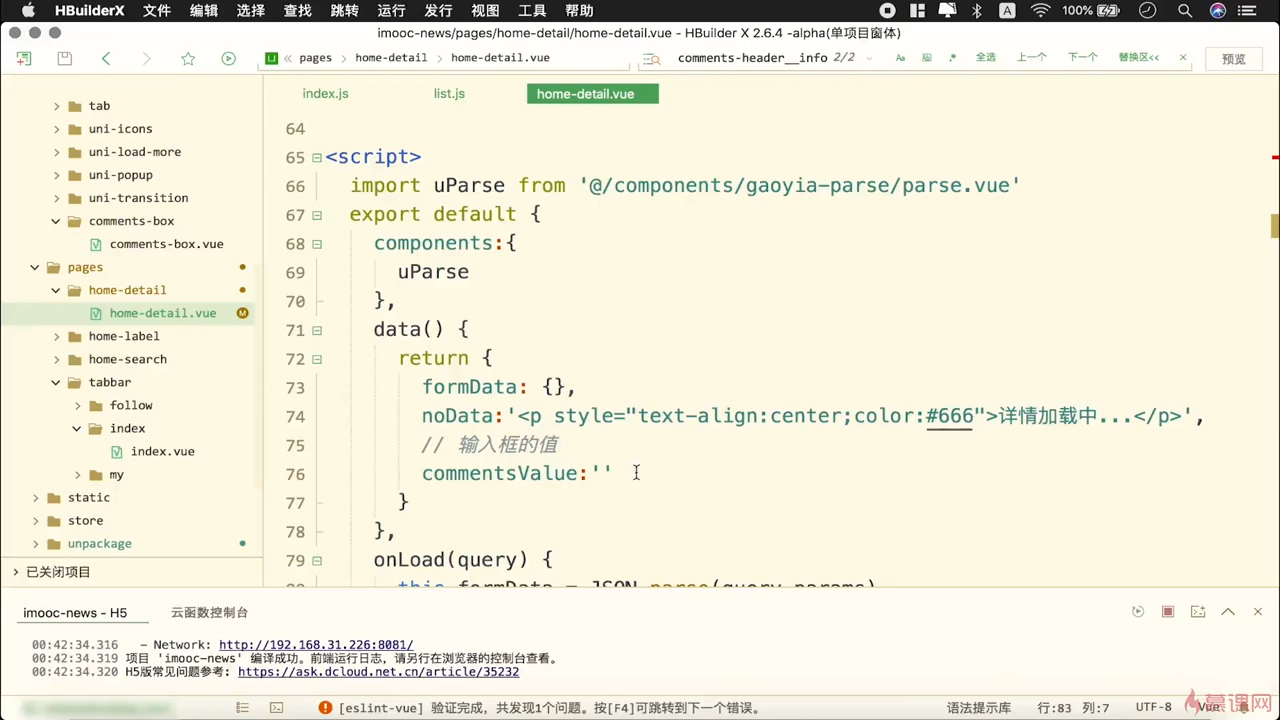 HBuilderX 文件 编辑 选择 查找 跳转 运行 发行 视图 工具 帮助 A 100%
imooc-news/pages/home-detail/home-detail.vue - HBuilder X 2.6.4 -alpha(单项目窗体)
« pages › home-detail › home-detail.vue comments-header__info 2/2 Aa .* 全选 上一个 下一个 替换区<< × 预览
index.js list.js home-detail.vue
tab
uni-icons
uni-load-more
uni-popup
uni-transition
comments-box
comments-box.vue
pages
home-detail
home-detail.vue M
home-label
home-search
tabbar
follow
index
index.vue
my
static
store
unpackage
已关闭项目
64
65 <script>
66 import uParse from '@/components/gaoyia-parse/parse.vue'
67 export default {
68 components:{
69 uParse
70 },
71 data() {
72 return {
73 formData: {},
74 noData:'<p style="text-align:center;color:#666">详情加载中...</p>',
75 // 输入框的值
76 commentsValue:''
77 }
78 },
79 onLoad(query) {
80 this.formData = JSON.parse(query.params)
imooc-news - H5 云函数控制台
00:42:34.316 - Network: http://192.168.31.226:8081/
00:42:34.319 项目 'imooc-news' 编译成功。前端运行日志，请另行在浏览器的控制台查看。
00:42:34.320 H5版常见问题参考: https://ask.dcloud.net.cn/article/35232
[eslint-vue] 验证完成，共发现1个问题。按[F4]可跳转到下一个错误。 语法提示库 行:83 列:7 UTF-8 Vue
慕课网